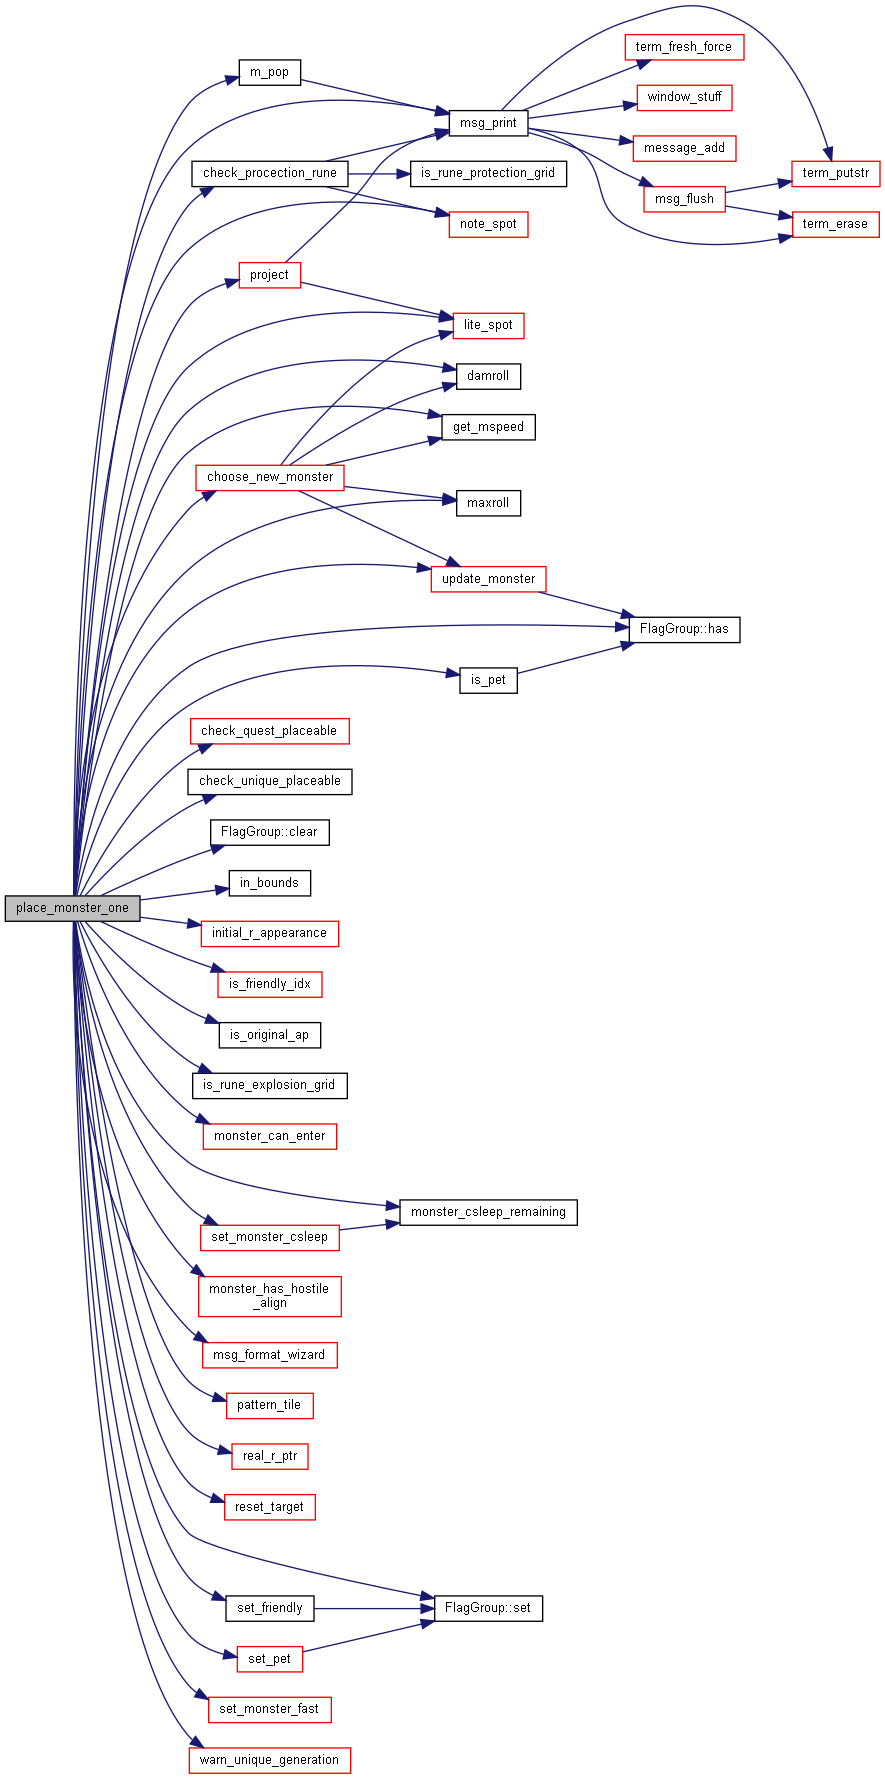 term_fresh_force
m_pop
window_stuff
msg_print
message_add
check_procection_rune
is_rune_protection_grid
term_putstr
msg_flush
note_spot
term_erase
project
lite_spot
damroll
get_mspeed
choose_new_monster
maxroll
update_monster
FlagGroup::has
is_pet
check_quest_placeable
check_unique_placeable
FlagGroup::clear
in_bounds
place_monster_one
initial_r_appearance
is_friendly_idx
is_original_ap
is_rune_explosion_grid
monster_can_enter
monster_csleep_remaining
set_monster_csleep
monster_has_hostile
_align
msg_format_wizard
pattern_tile
real_r_ptr
reset_target
set_friendly
FlagGroup::set
set_pet
set_monster_fast
warn_unique_generation